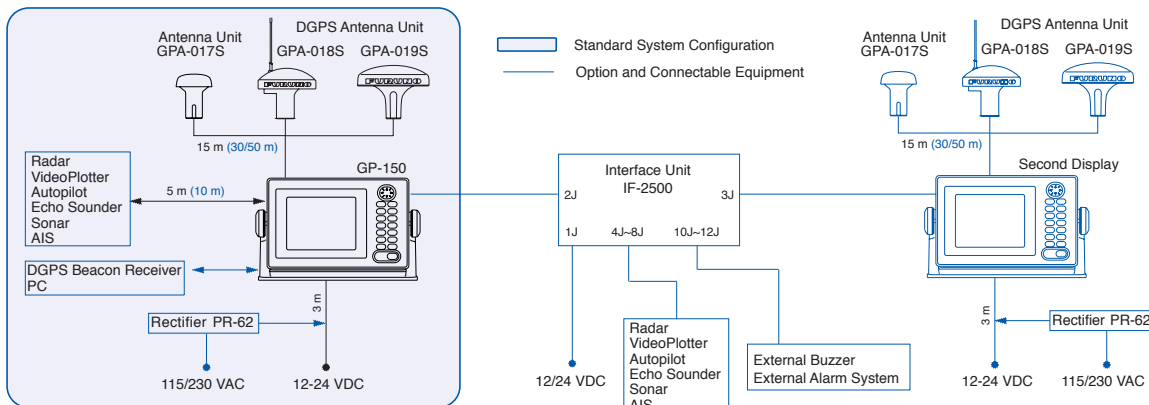 Antenna Unit
GPA-017S
DGPS Antenna Unit
GPA-018S
GPA-019S
FURUNO
FURUNO
15 m (30/50 m)
GP-150
Radar
VideoPlotter
Autopilot
Echo Sounder
Sonar
AIS
5 m (10 m)
DGPS Beacon Receiver
PC
3 m
Rectifier PR-62
115/230 VAC
12-24 VDC
Standard System Configuration
Option and Connectable Equipment
Interface Unit
IF-2500
2J
3J
1J
4J~8J
10J~12J
12/24 VDC
Radar
VideoPlotter
Autopilot
Echo Sounder
Sonar
AIS
External Buzzer
External Alarm System
Antenna Unit
GPA-017S
DGPS Antenna Unit
GPA-018S
GPA-019S
FURUNO
FURUNO
15 m (30/50 m)
Second Display
3 m
Rectifier PR-62
12-24 VDC
115/230 VAC